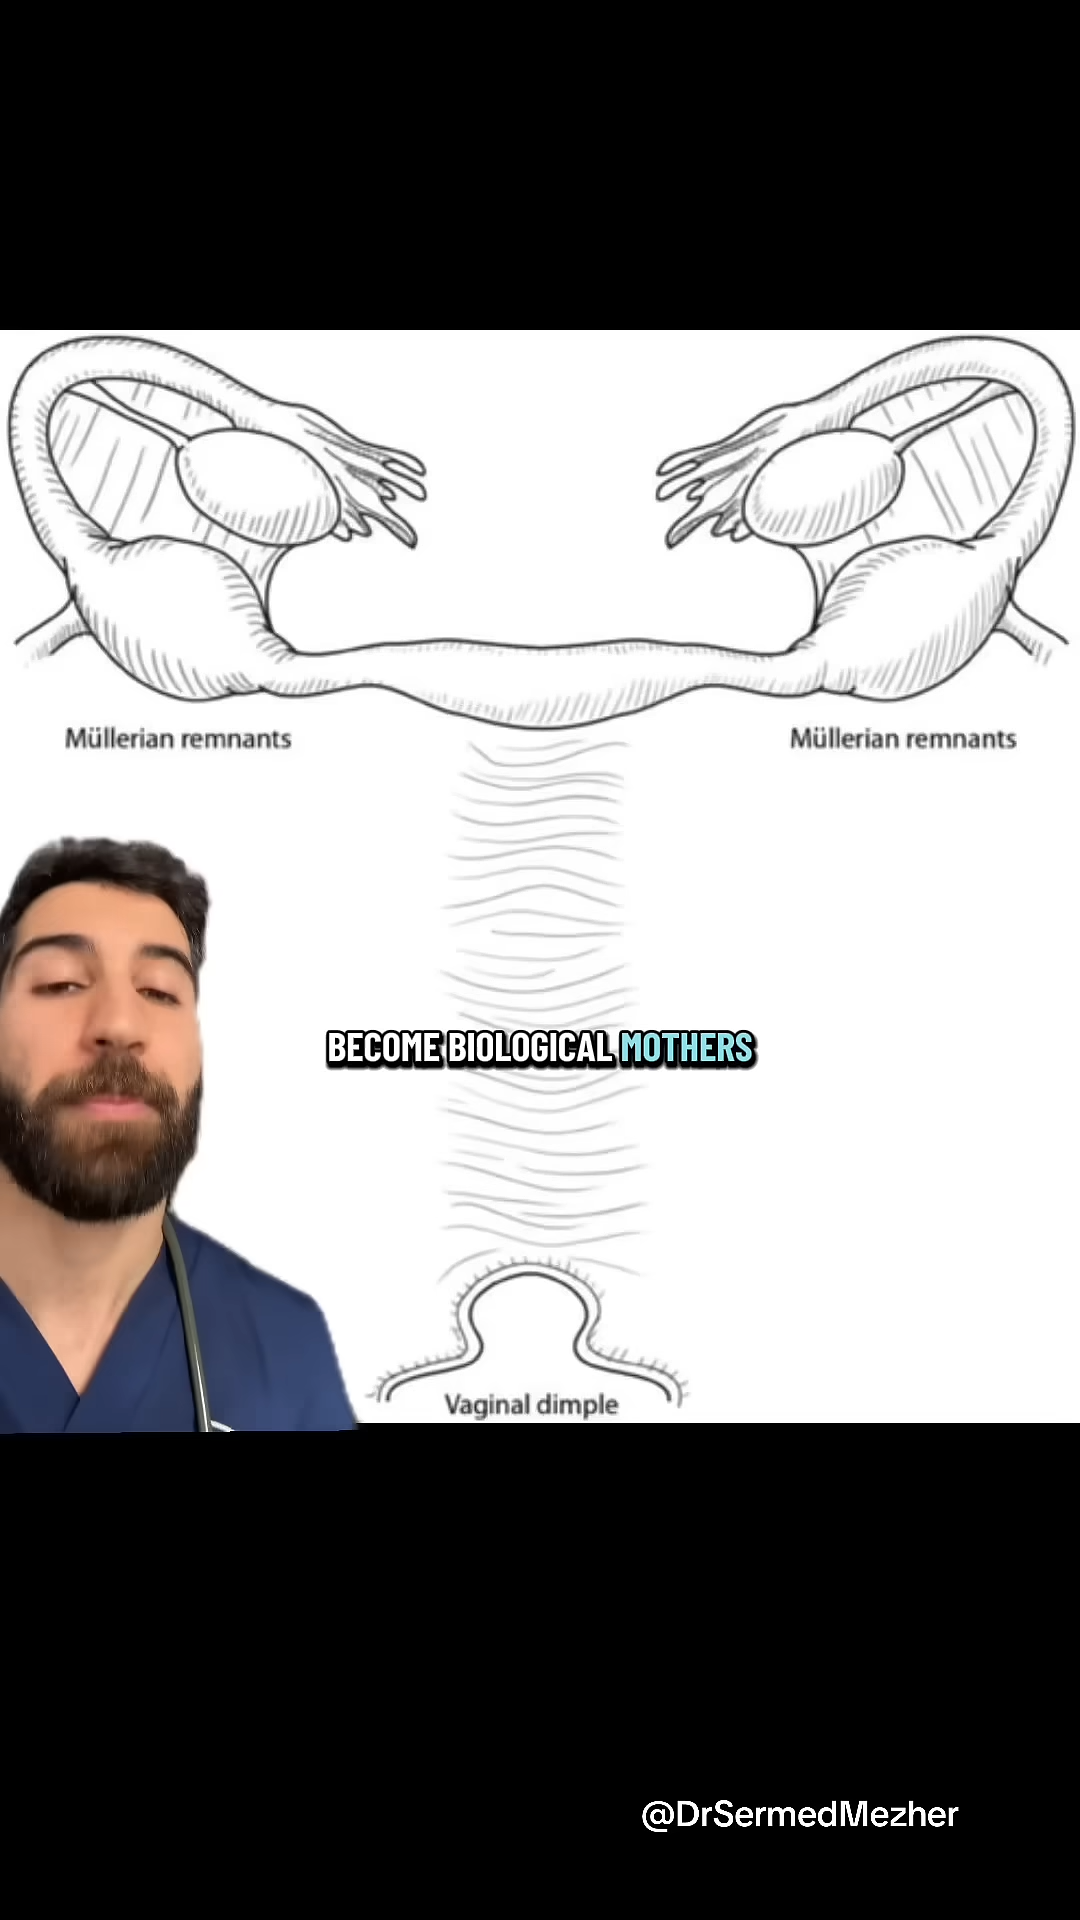 Müllerian remnants
Müllerian remnants
BECOME BIOLOGICAL MOTHERS
Vaginal dimple
@DrSermedMezher